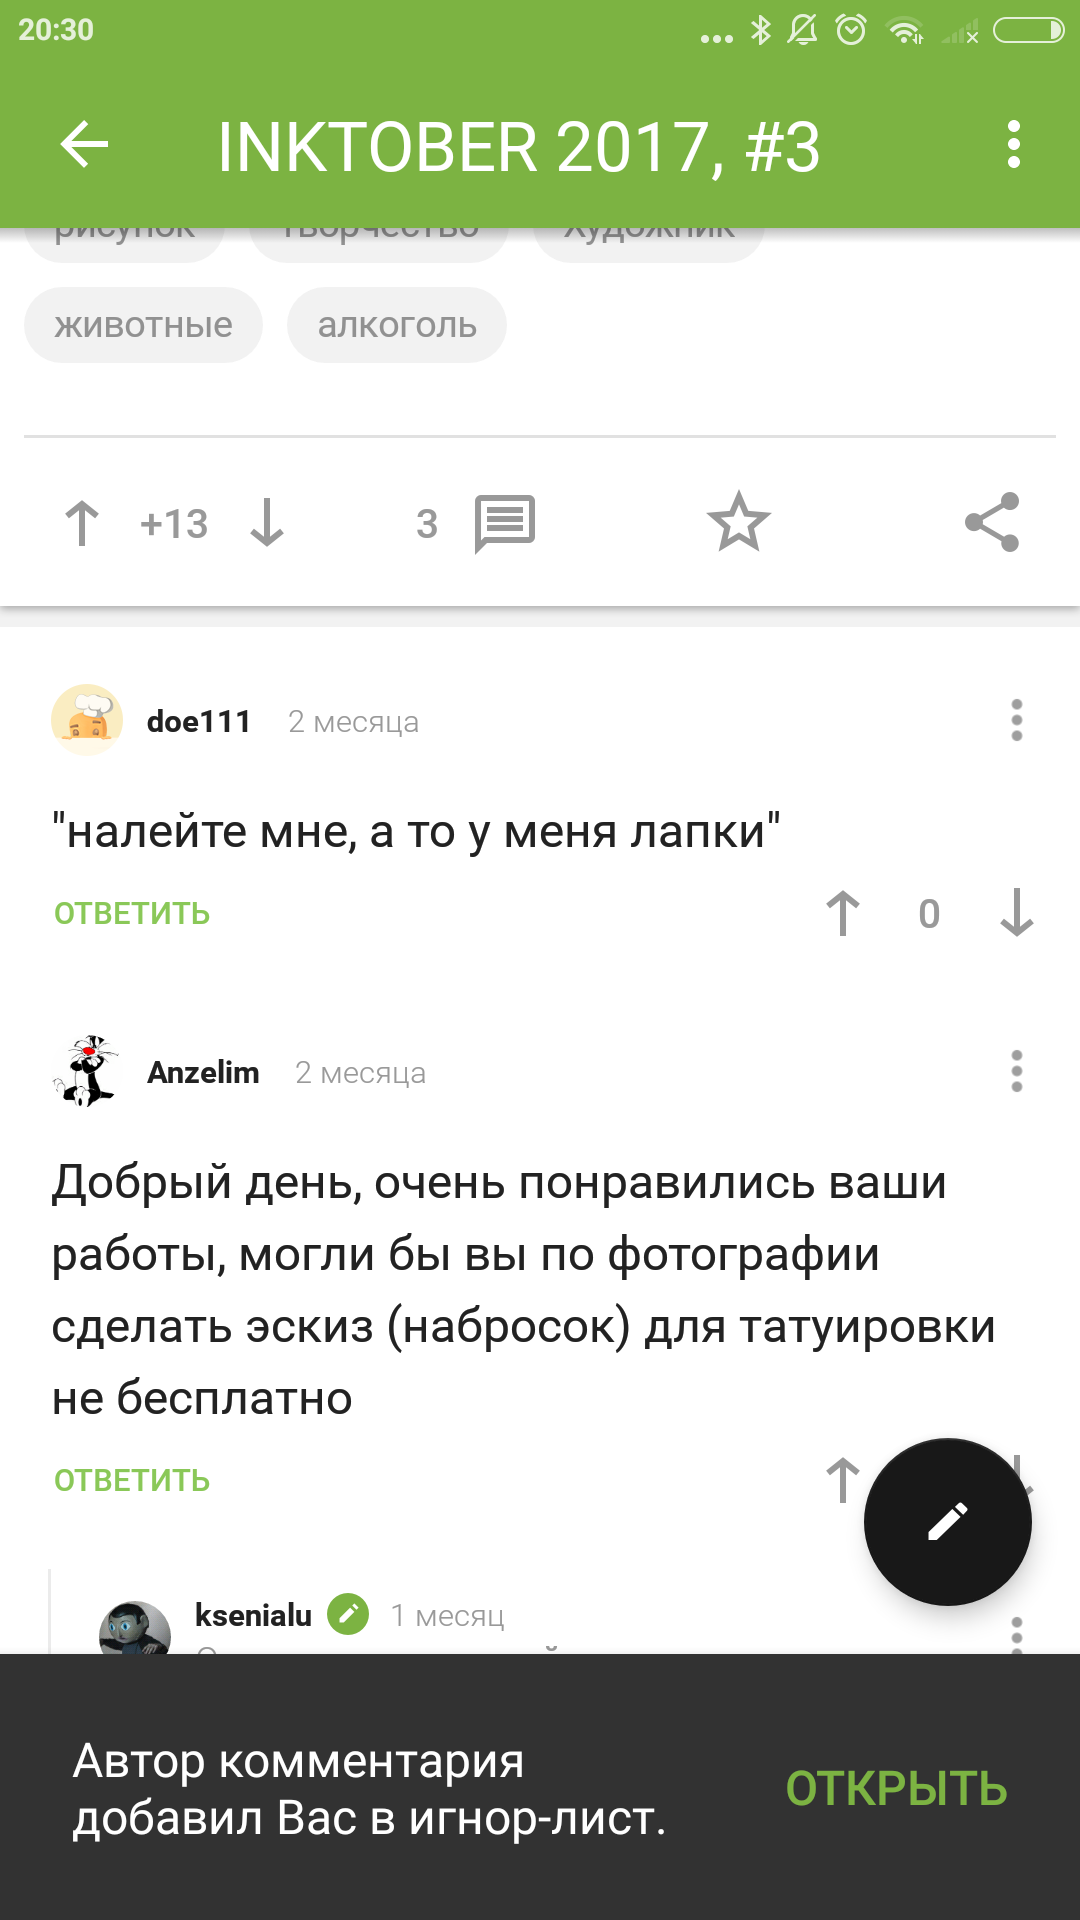 20:30
INKTOBER 2017, #3
рисунок творчество художник
животные алкоголь
+13 3
doe111 2 месяца
"налейте мне, а то у меня лапки"
ОТВЕТИТЬ 0
Anzelim 2 месяца
Добрый день, очень понравились ваши
работы, могли бы вы по фотографии
сделать эскиз (набросок) для татуировки
не бесплатно
ОТВЕТИТЬ
ksenialu 1 месяц
Автор комментария
добавил Вас в игнор-лист.
ОТКРЫТЬ